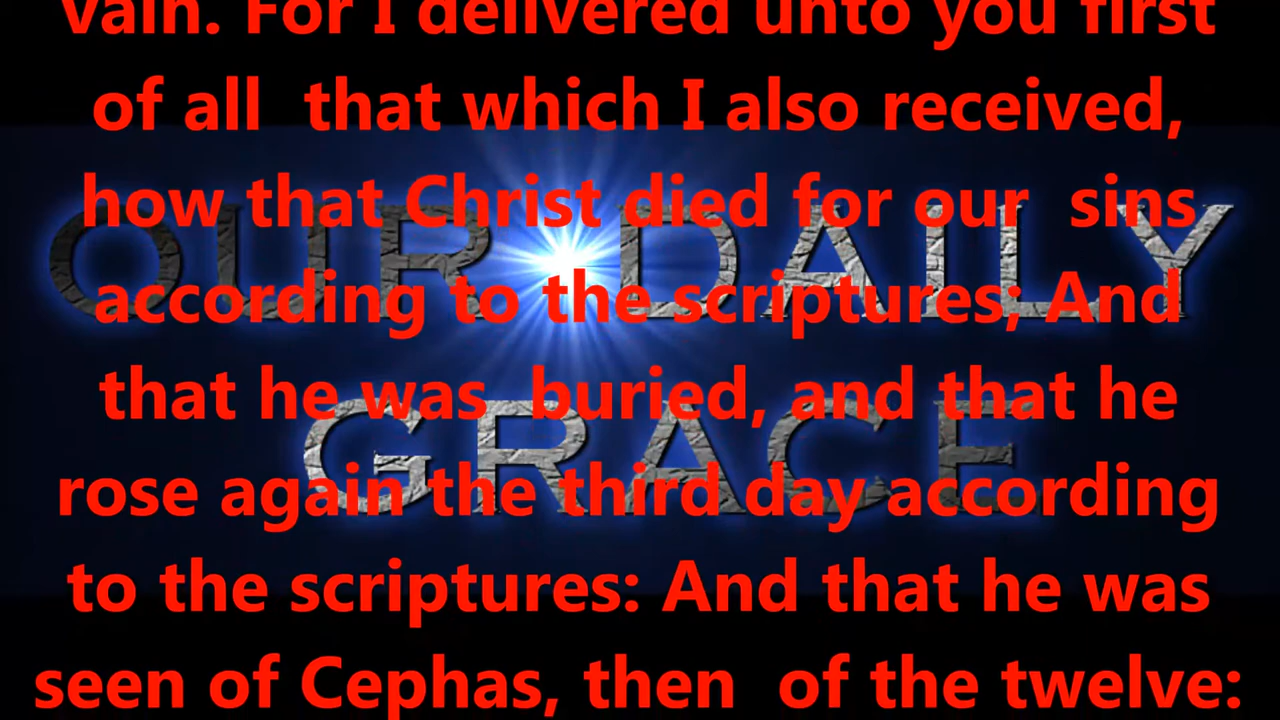 vain. For I delivered unto you first
of all that which I also received,
how that Christ died for our sins
according to the scriptures; And
that he was buried, and that he
rose again the third day according
to the scriptures: And that he was
seen of Cephas, then of the twelve:
OUR DAILY
GRACE